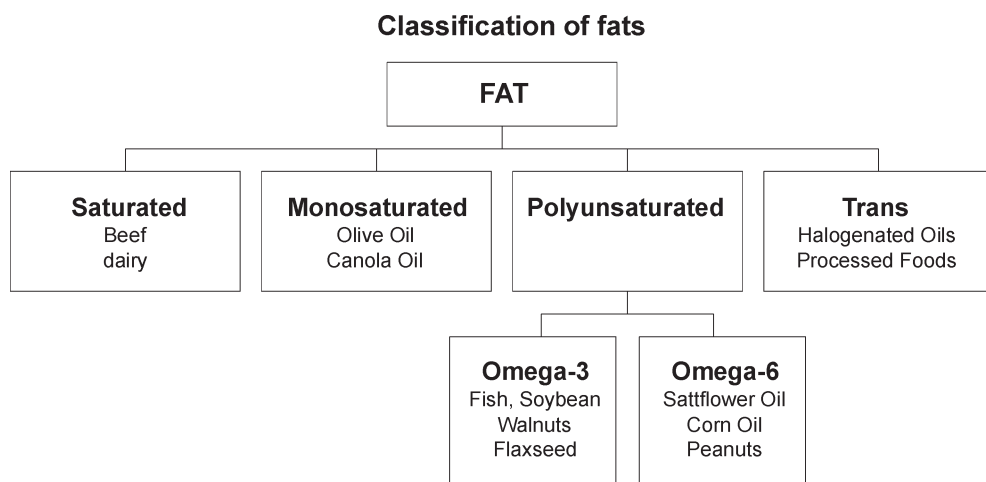 Classification of fats
FAT
Saturated
Beef
dairy
Monosaturated
Olive Oil
Canola Oil
Polyunsaturated
Trans
Halogenated Oils
Processed Foods
Omega-3
Fish, Soybean
Walnuts
Flaxseed
Omega-6
Sattflower Oil
Corn Oil
Peanuts